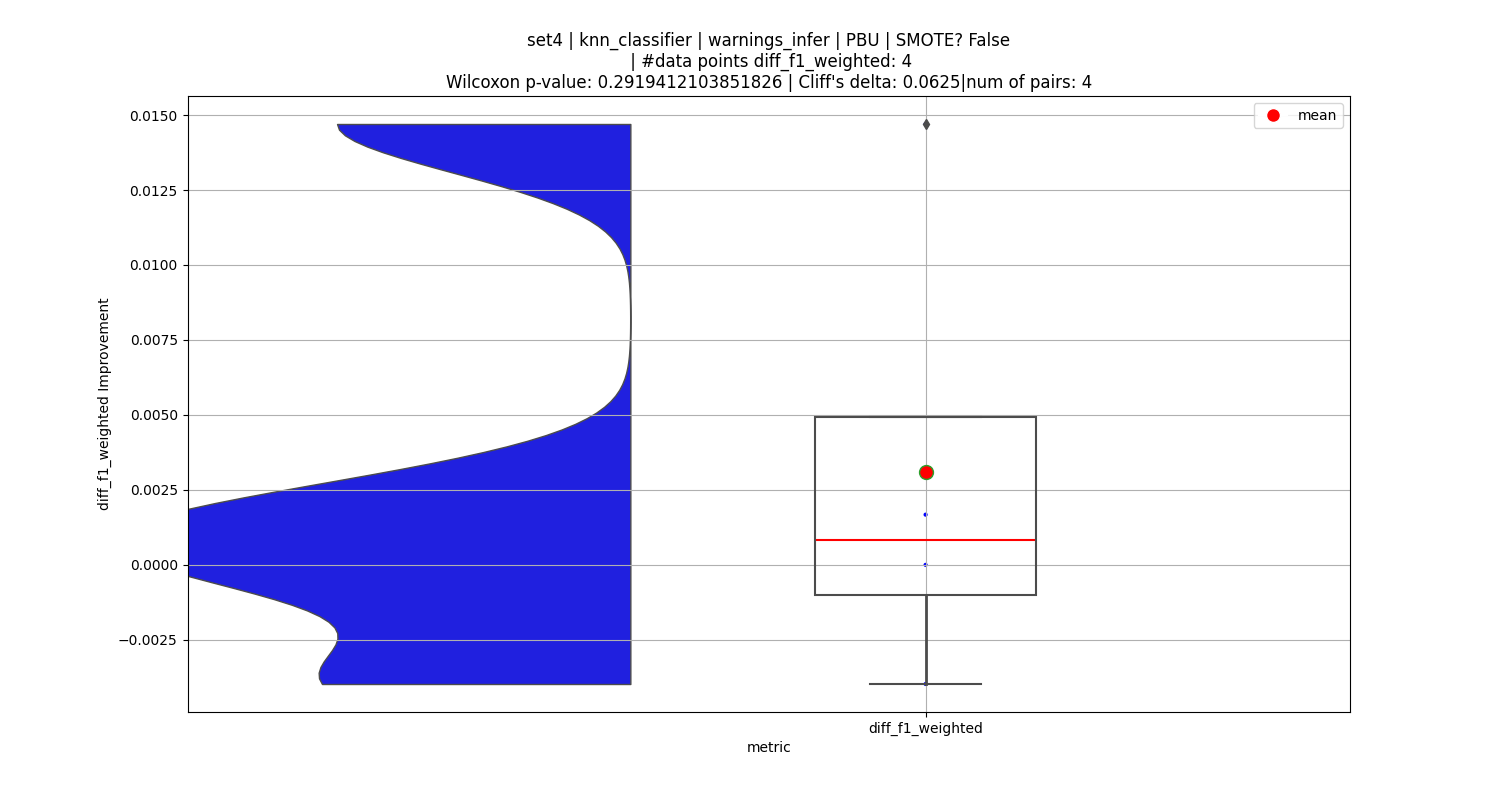 set4 | knn_classifier | warnings_infer | PBU | SMOTE? False
| #data points diff_f1_weighted: 4
Wilcoxon p-value: 0.2919412103851826 | Cliff's delta: 0.0625|num of pairs: 4
mean
0.0150
0.0125
0.0100
0.0075
0.0050
0.0025
0.0000
−0.0025
diff_f1_weighted Improvement
diff_f1_weighted
metric